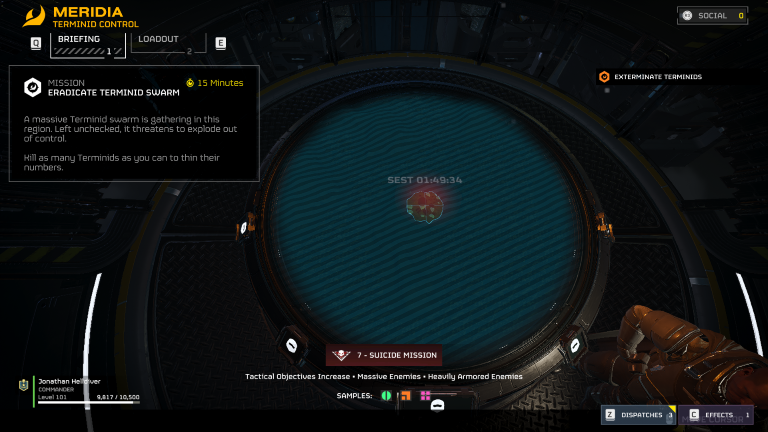 MERIDIA
TERMINID CONTROL
SOCIAL 0
Q
BRIEFING
1
LOADOUT
2
E
MISSION
15 Minutes
ERADICATE TERMINID SWARM
EXTERMINATE TERMINIDS
A massive Terminid swarm is gathering in this
region. Left unchecked, it threatens to explode out
of control.
Kill as many Terminids as you can to thin their
numbers.
SEST 01:49:34
7 - SUICIDE MISSION
Tactical Objectives Increase • Massive Enemies • Heavily Armored Enemies
Jonathan Helldiver
COMMANDER
Level 101
9,817 / 10,500
SAMPLES:
Z DISPATCHES 3
C EFFECTS 1
MOVE CURSOR